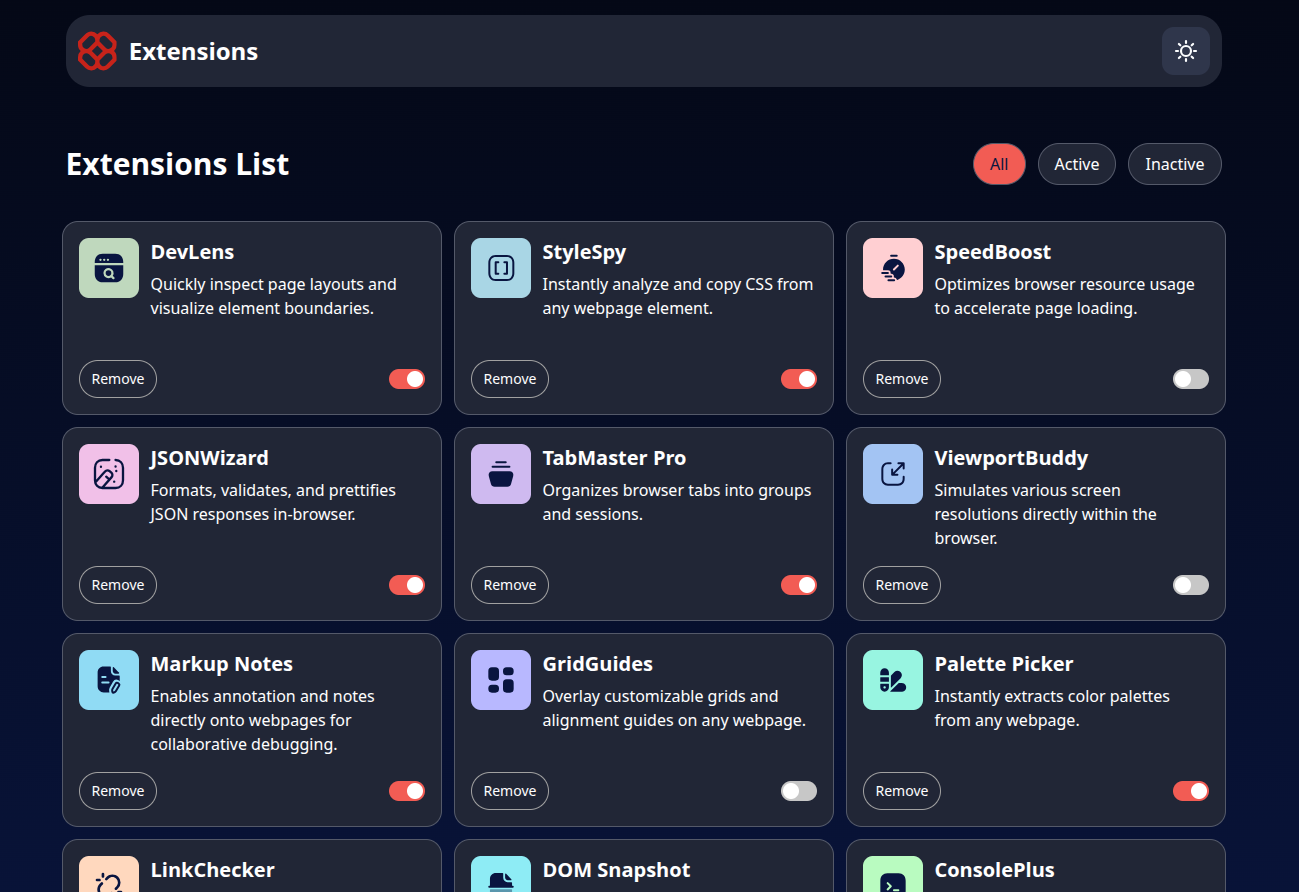 Extensions
Extensions List
All
Active
Inactive
DevLens
Quickly inspect page layouts and
visualize element boundaries.
Remove
StyleSpy
Instantly analyze and copy CSS from
any webpage element.
Remove
SpeedBoost
Optimizes browser resource usage
to accelerate page loading.
Remove
JSONWizard
Formats, validates, and prettifies
JSON responses in-browser.
Remove
TabMaster Pro
Organizes browser tabs into groups
and sessions.
Remove
ViewportBuddy
Simulates various screen
resolutions directly within the
browser.
Remove
Markup Notes
Enables annotation and notes
directly onto webpages for
collaborative debugging.
Remove
GridGuides
Overlay customizable grids and
alignment guides on any webpage.
Remove
Palette Picker
Instantly extracts color palettes
from any webpage.
Remove
LinkChecker
DOM Snapshot
ConsolePlus